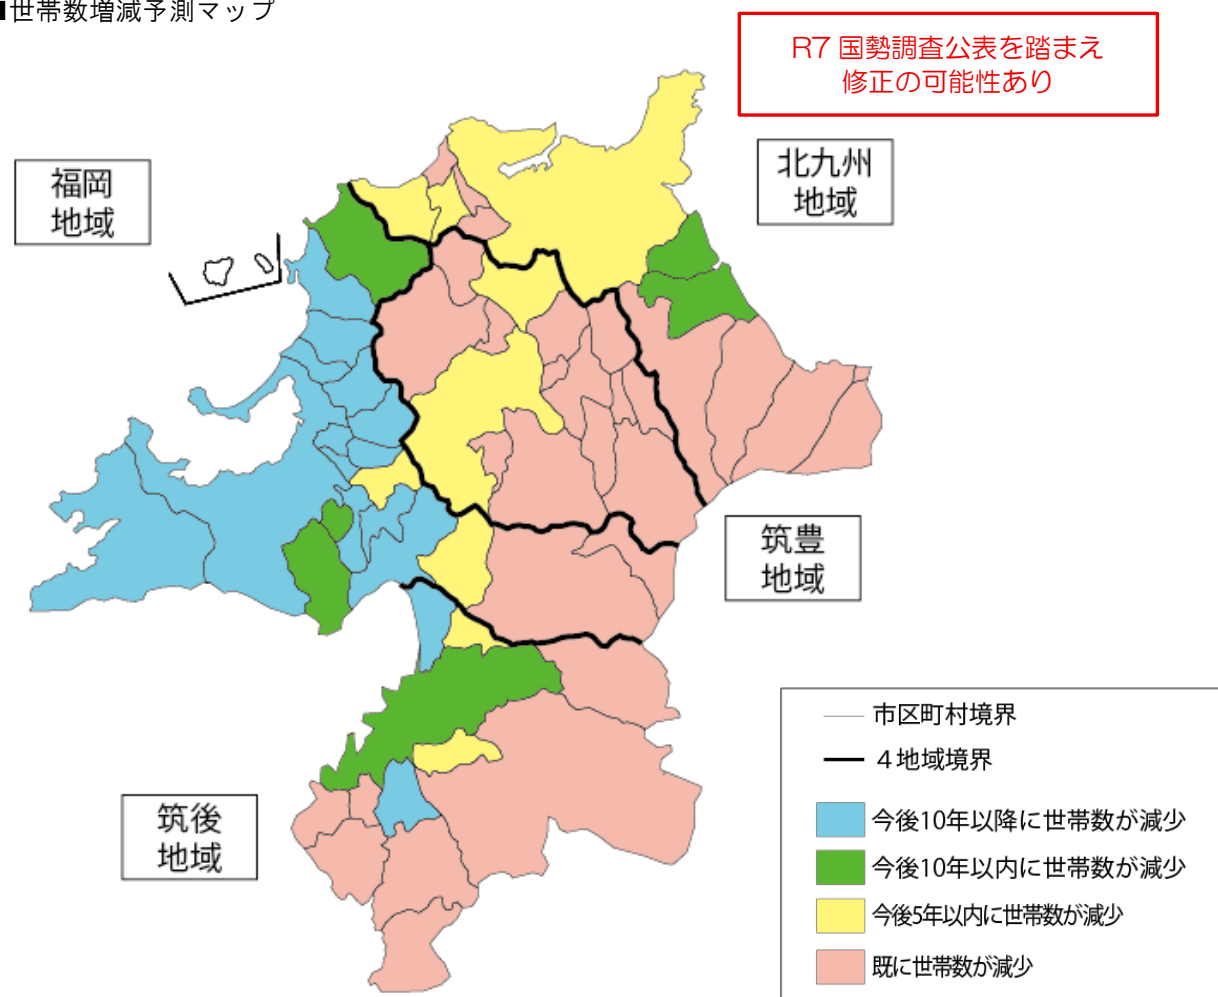 ■世帯数増減予測マップ
R7 国勢調査公表を踏まえ
修正の可能性あり
福岡
地域
北九州
地域
筑豊
地域
筑後
地域
市区町村境界
４地域境界
今後10年以降に世帯数が減少
今後10年以内に世帯数が減少
今後5年以内に世帯数が減少
既に世帯数が減少